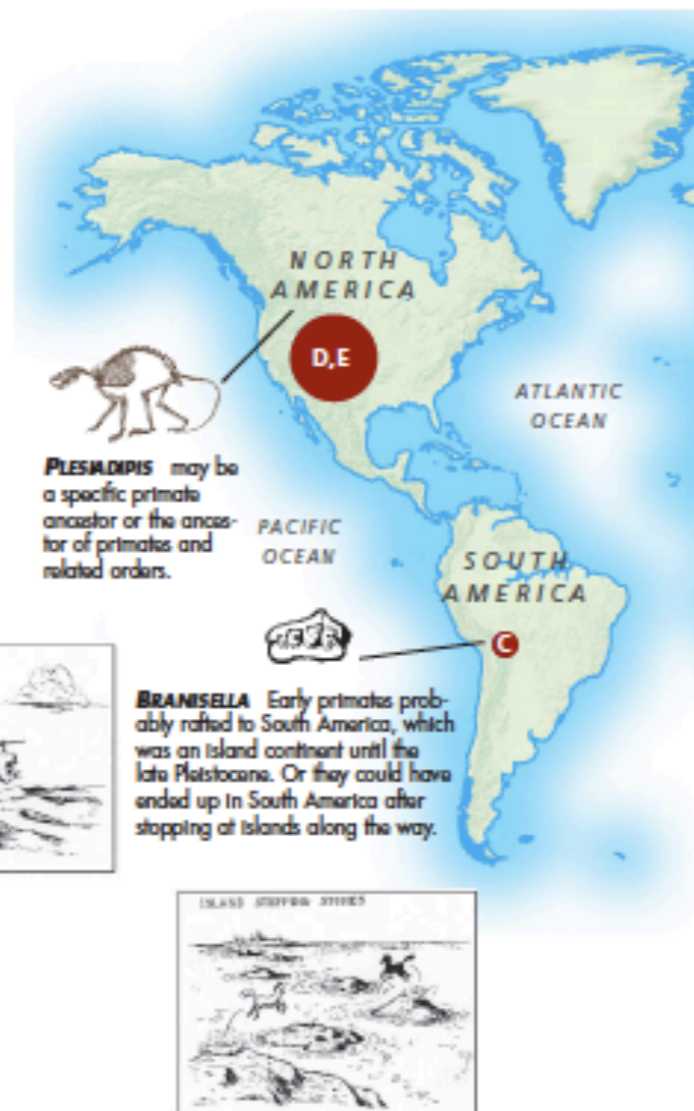 NORTH
AMERICA
D,E
ATLANTIC
OCEAN
PLESIADIPIS may be
a specific primate
ancestor or the ances-
tor of primates and
related orders.
PACIFIC
OCEAN
SOUTH
AMERICA
C
BRANISELLA Early primates prob-
ably rafted to South America, which
was an island continent until the
late Pleistocene. Or they could have
ended up in South America after
stopping at islands along the way.
ISLAND STEPPING STONES